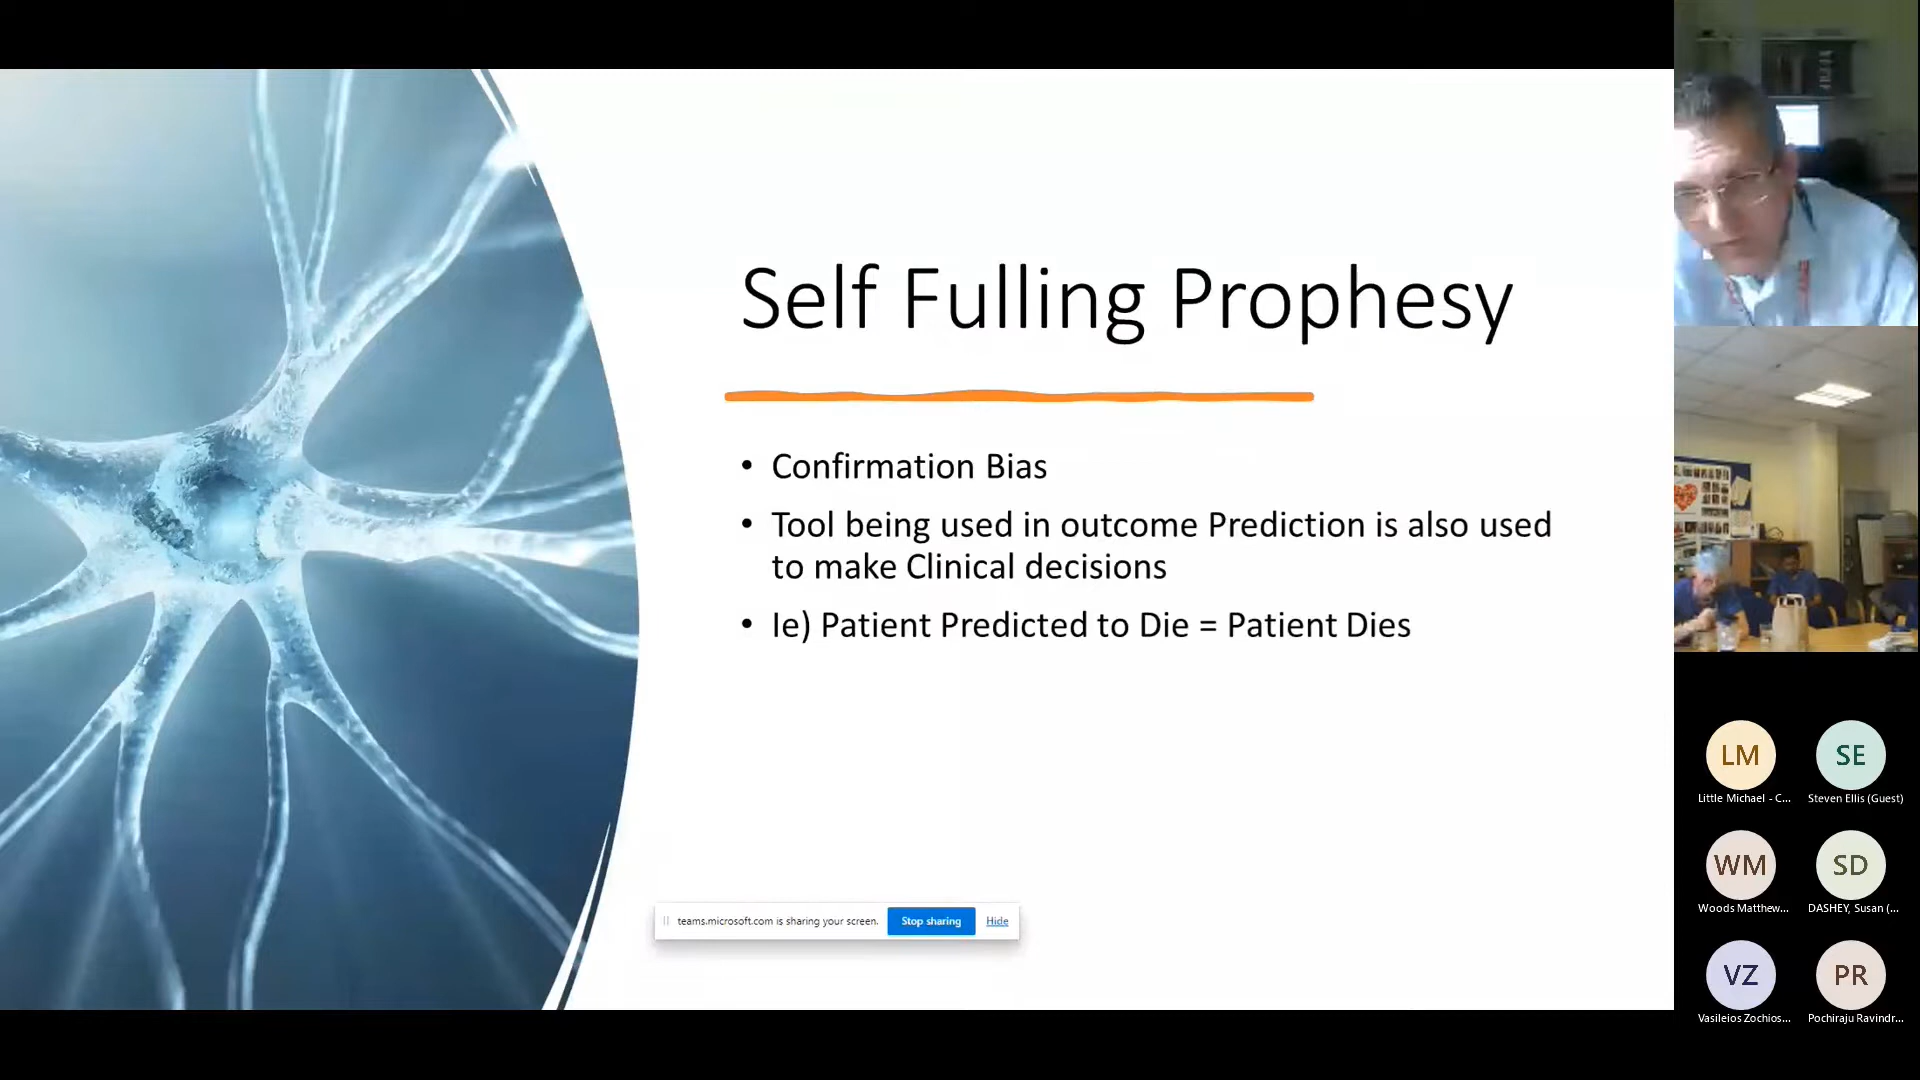 Self Fulling Prophesy
• Confirmation Bias
• Tool being used in outcome Prediction is also used
to make Clinical decisions
• Ie) Patient Predicted to Die = Patient Dies
teams.microsoft.com is sharing your screen. Stop sharing Hide
LM SE
Little Michael - C... Steven Ellis (Guest)
WM SD
Woods Matthew... DASHEY, Susan (...
VZ PR
Vasileios Zochios... Pochiraju Ravindr...